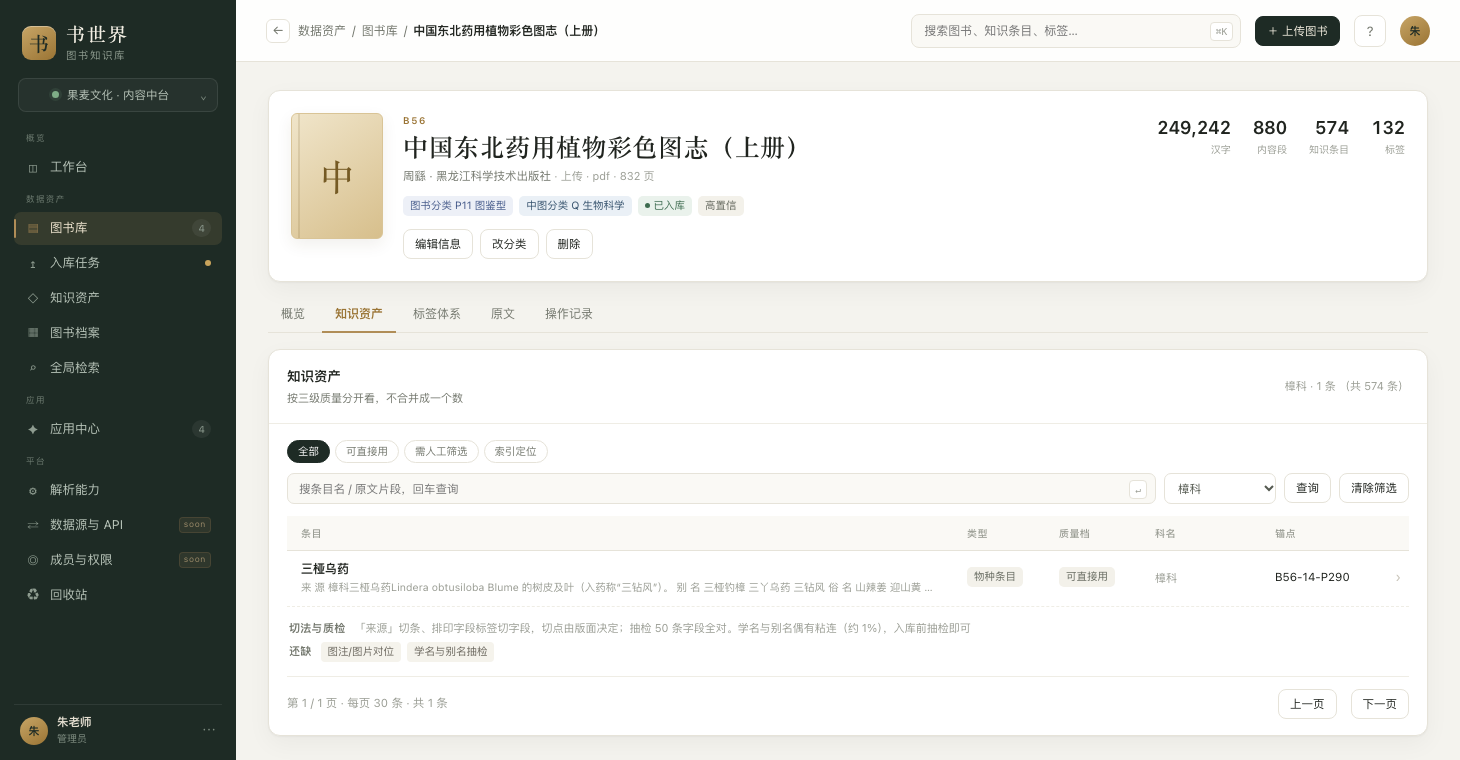 书 书世界
图书知识库
果麦文化 · 内容中台
概览
工作台
数据资产
图书库 4
入库任务
知识资产
图书档案
全局检索
应用
应用中心 4
平台
解析能力
数据源与 API soon
成员与权限 soon
回收站
朱 朱老师
管理员
← 数据资产 / 图书库 / 中国东北药用植物彩色图志（上册）
搜索图书、知识条目、标签… ⌘K
+ 上传图书
?
朱
中
B56
中国东北药用植物彩色图志（上册）
周繇 · 黑龙江科学技术出版社 · 上传 · pdf · 832 页
图书分类 P11 图鉴型 中图分类 Q 生物科学 已入库 高置信
编辑信息 改分类 删除
249,242 880 574 132
汉字 内容段 知识条目 标签
概览 知识资产 标签体系 原文 操作记录
知识资产
按三级质量分开看，不合并成一个数
樟科 · 1 条 （共 574 条）
全部 可直接用 需人工筛选 索引定位
搜条目名 / 原文片段，回车查询 ↵ 樟科 查询 清除筛选
条目 类型 质量档 科名 锚点
三桠乌药
来 源 樟科三桠乌药Lindera obtusiloba Blume 的树皮及叶（入药称“三钻风”）。 别 名 三桠钓樟 三丫乌药 三钻风 俗 名 山辣姜 迎山黄 …
物种条目 可直接用 樟科 B56-14-P290 ›
切法与质检 「来源」切条、排印字段标签切字段，切点由版面决定；抽检 50 条字段全对。学名与别名偶有粘连（约 1%），入库前抽检即可
还缺 图注/图片对位 学名与别名抽检
第 1 / 1 页 · 每页 30 条 · 共 1 条
上一页 下一页